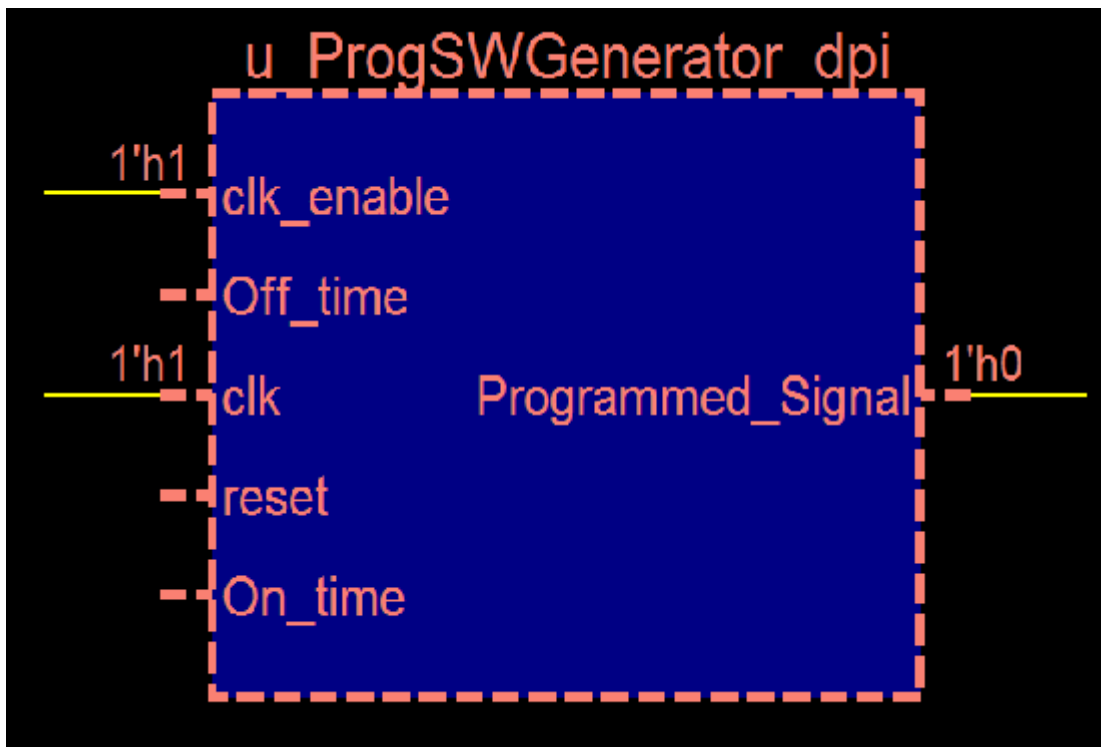 u_ProgSWGenerator_dpi
1'h1
clk_enable
Off_time
1'h1
clk
Programmed_Signal
1'h0
reset
On_time